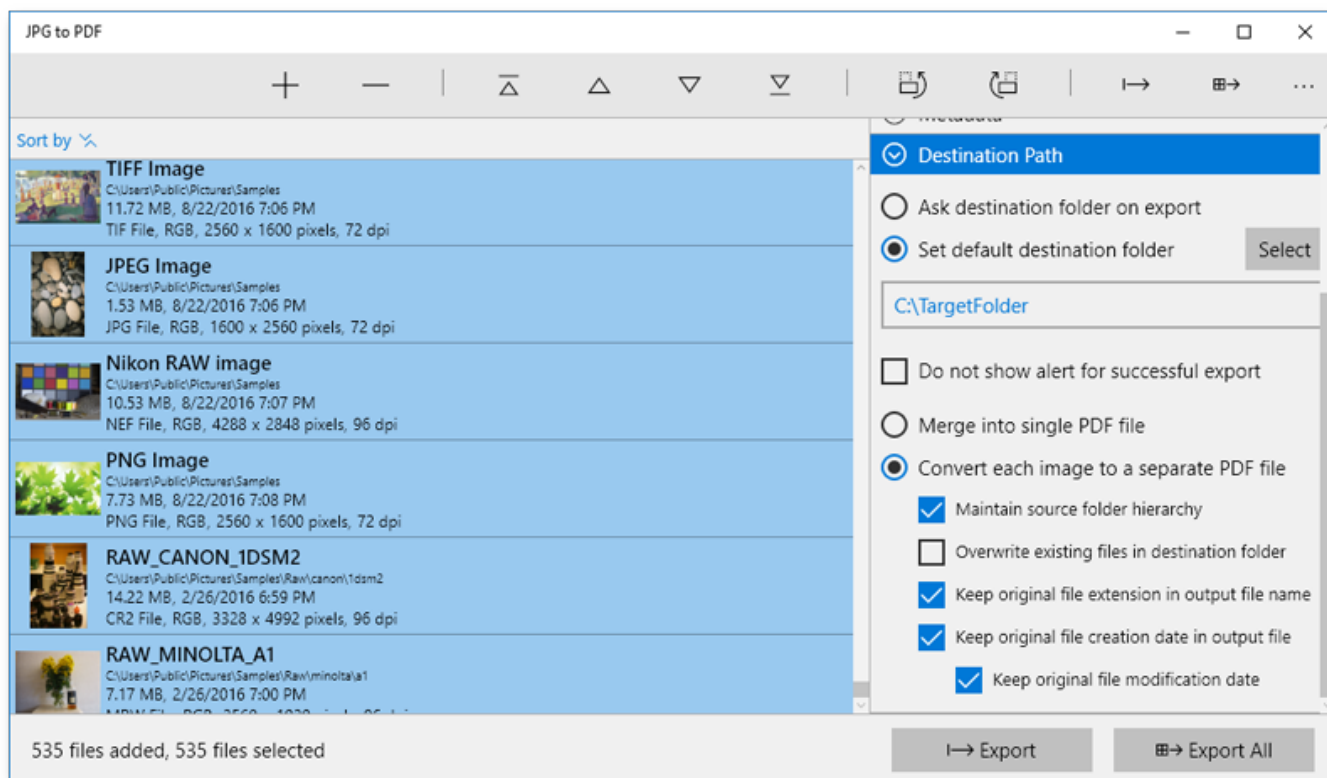 JPG to PDF
Sort by
TIFF Image
C:\Users\Public\Pictures\Samples
11.72 MB, 8/22/2016 7:06 PM
TIF File, RGB, 2560 x 1600 pixels, 72 dpi
JPEG Image
C:\Users\Public\Pictures\Samples
1.53 MB, 8/22/2016 7:06 PM
JPG File, RGB, 1600 x 2560 pixels, 72 dpi
Nikon RAW image
C:\Users\Public\Pictures\Samples
10.53 MB, 8/22/2016 7:07 PM
NEF File, RGB, 4288 x 2848 pixels, 96 dpi
PNG Image
C:\Users\Public\Pictures\Samples
7.73 MB, 8/22/2016 7:08 PM
PNG File, RGB, 2560 x 1600 pixels, 72 dpi
RAW_CANON_1DSM2
C:\Users\Public\Pictures\Samples\Raw\canon\1dsm2
14.22 MB, 2/26/2016 6:59 PM
CR2 File, RGB, 3328 x 4992 pixels, 96 dpi
RAW_MINOLTA_A1
C:\Users\Public\Pictures\Samples\Raw\minolta\a1
7.17 MB, 2/26/2016 7:00 PM
Metadata
Destination Path
Ask destination folder on export
Set default destination folder
Select
C:\TargetFolder
Do not show alert for successful export
Merge into single PDF file
Convert each image to a separate PDF file
Maintain source folder hierarchy
Overwrite existing files in destination folder
Keep original file extension in output file name
Keep original file creation date in output file
Keep original file modification date
535 files added, 535 files selected
Export
Export All